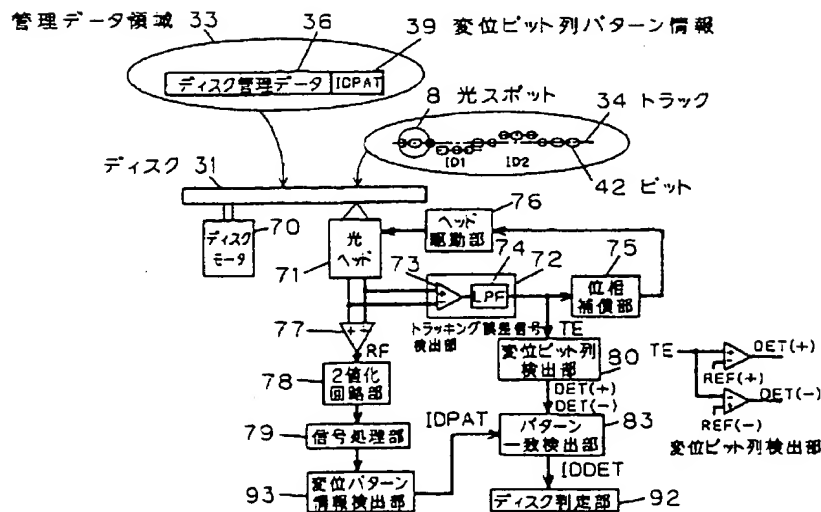 管理データ領域 33
36
39 変位ピット列パターン情報
ディスク管理データ IDPAT
8 光スポット
34 トラック
ID1 ID2
42 ピット
ディスク 31
ディスク
モータ
70
光
ヘッド
71
76
ヘッド
駆動部
73
74
72
LPF
75
位相
補償部
トラッキング誤差信号
検出部
TE
77
RF
78
2値化
回路部
79
信号処理部
93
変位パターン
情報検出部
IDPAT
変位ピット列
検出部
80
DET(+)
DET(-)
パターン
一致検出部
83
IDDET
ディスク判定部
92
TE
REF(+)
DET(+)
REF(-)
DET(-)
変位ピット列検出部